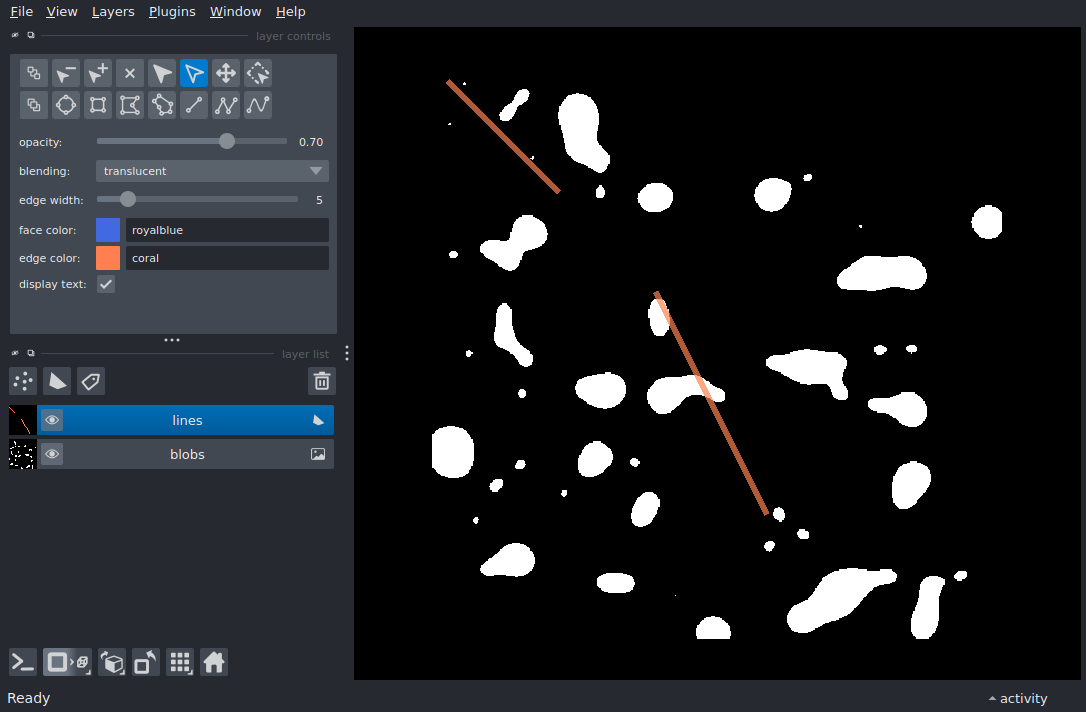 File View Layers Plugins Window Help
layer controls
opacity: 0.70
blending: translucent
edge width: 5
face color: royalblue
edge color: coral
display text:
layer list
lines
blobs
Ready
activity